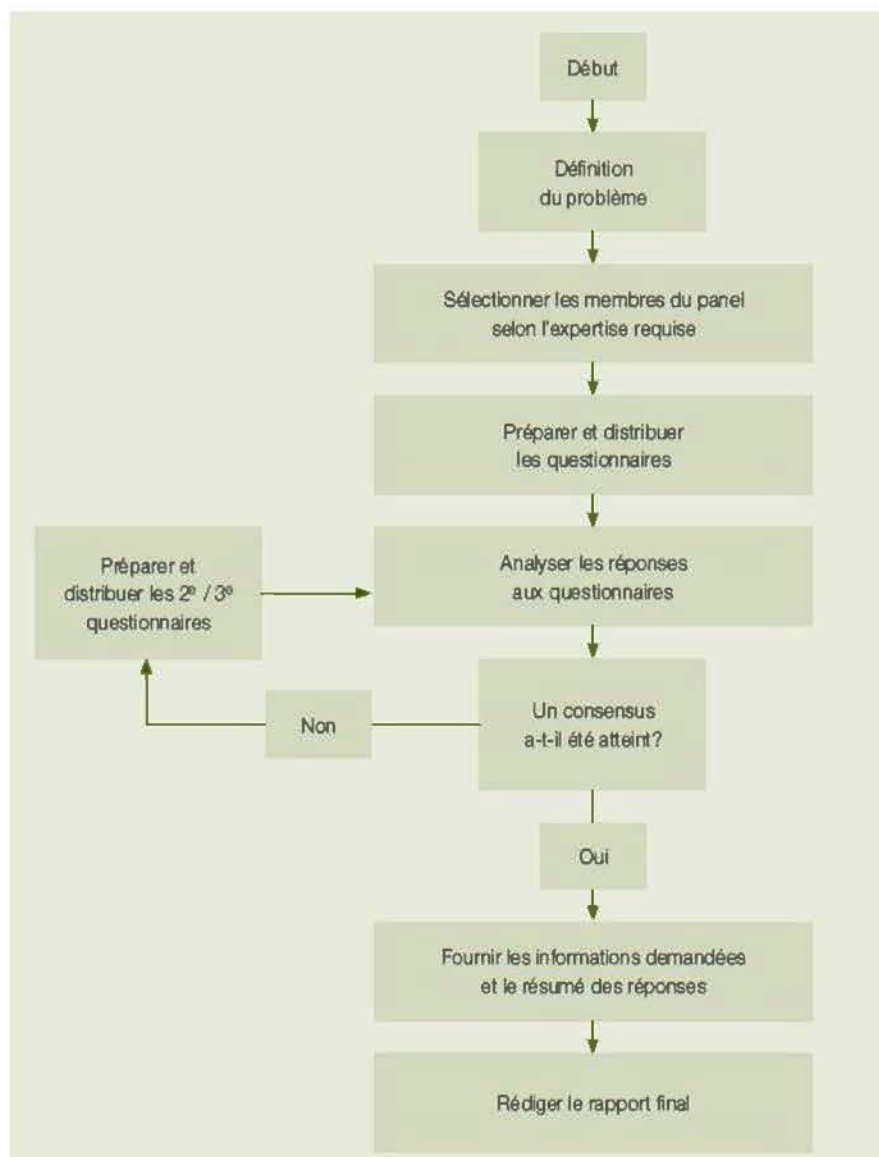 Début
Définition
du problème
Sélectionner les membres du panel
selon l'expertise requise
Préparer et distribuer
les questionnaires
Préparer et
distribuer les 2e / 3e
questionnaires
Analyser les réponses
aux questionnaires
Non
Un consensus
a-t-il été atteint?
Oui
Fournir les informations demandées
et le résumé des réponses
Rédiger le rapport final